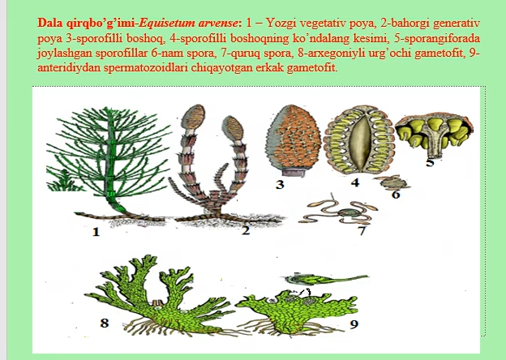 Dala qirqbo’g’imi-Equisetum arvense: 1 – Yozgi vegetativ poya, 2-bahorgi generativ
poya 3-sporofilli boshoq, 4-sporofilli boshoqning ko’ndalang kesimi, 5-sporangiforada
joylashgan sporofillar 6-nam spora, 7-quruq spora, 8-arxegoniyli urg’ochi gametofit, 9-
anteridiydan spermatozoidlari chiqayotgan erkak gametofit.
1
2
3
4
5
6
7
8
9